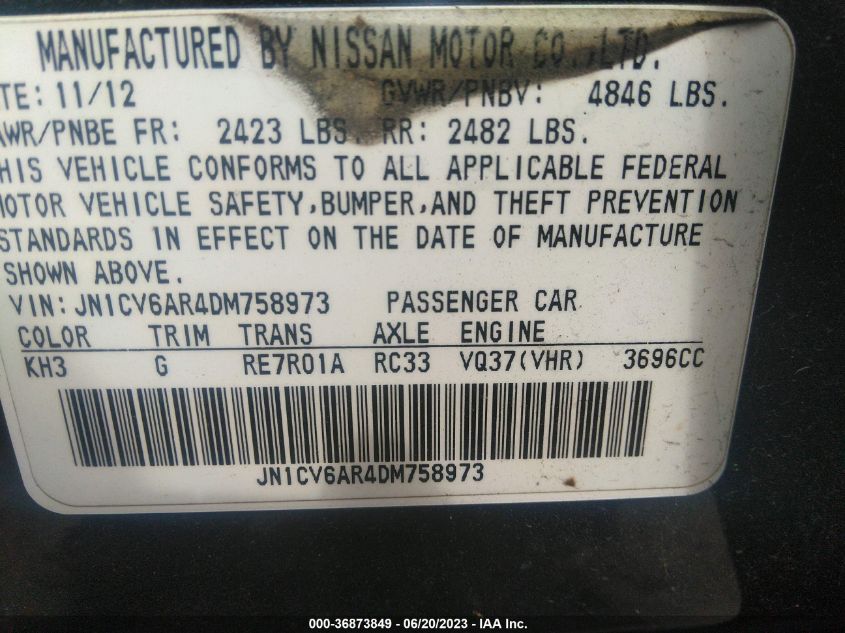 MANUFACTURED BY NISSAN MOTOR CO.,LTD.
TE: 11/12 GVWR/PNBV: 4846 LBS.
AWR/PNBE FR: 2423 LBS. RR: 2482 LBS.
HIS VEHICLE CONFORMS TO ALL APPLICABLE FEDERAL
MOTOR VEHICLE SAFETY,BUMPER,AND THEFT PREVENTION
STANDARDS IN EFFECT ON THE DATE OF MANUFACTURE
SHOWN ABOVE.
VIN: JN1CV6AR4DM758973 PASSENGER CAR
COLOR TRIM TRANS AXLE ENGINE
KH3 G RE7R01A RC33 VQ37(VHR) 3696CC
JN1CV6AR4DM758973
000-36873849 - 06/20/2023 - IAA Inc.